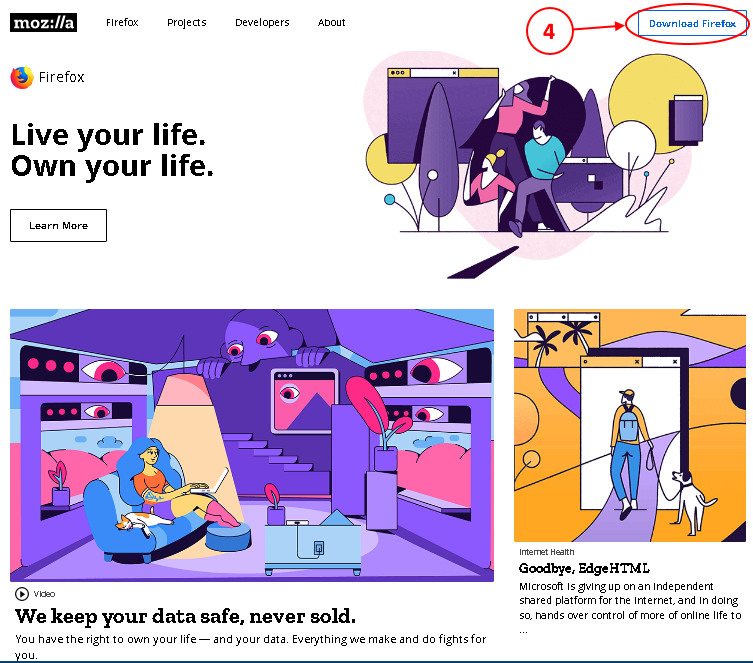 moz://a
Firefox
Projects
Developers
About
4
Download Firefox
Firefox
Live your life.
Own your life.
Learn More
Video
We keep your data safe, never sold.
You have the right to own your life — and your data. Everything we make and do fights for
you.
Internet Health
Goodbye, EdgeHTML
Microsoft is giving up on an independent
shared platform for the internet, and in doing
so, hands over control of more of online life to
...